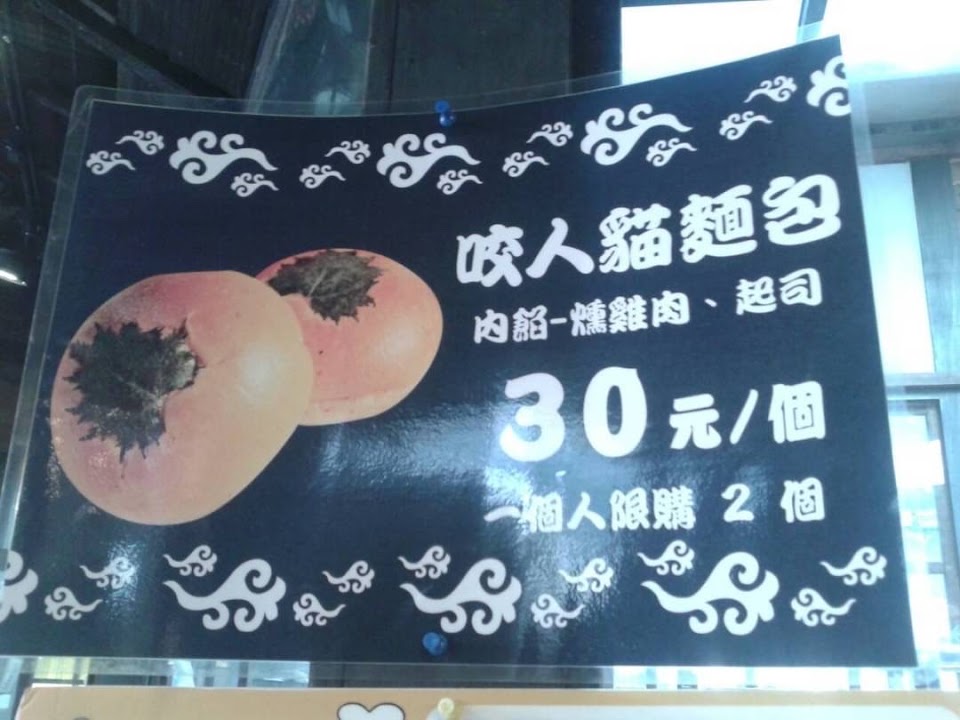 咬人貓麵包
內餡-燻雞肉、起司
30元/個
一個人限購 2 個